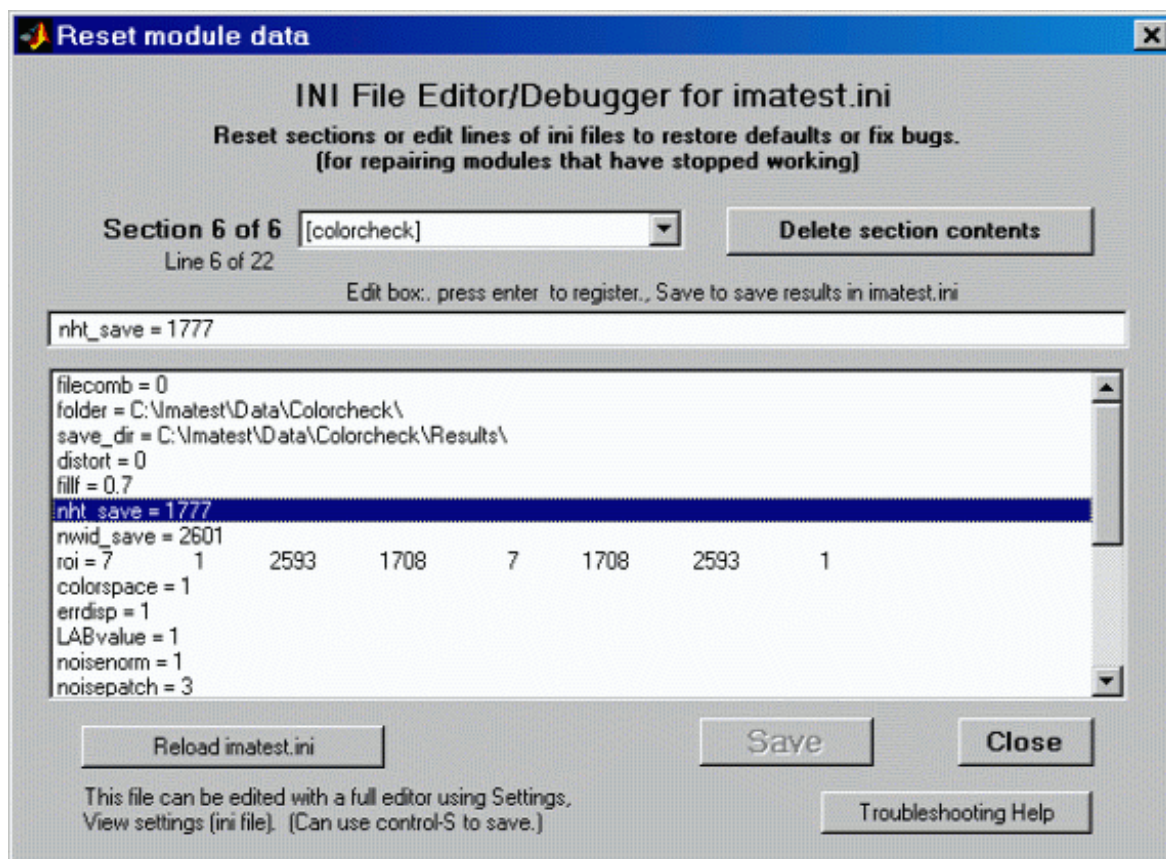 Reset module data
INI File Editor/Debugger for imatest.ini
Reset sections or edit lines of ini files to restore defaults or fix bugs.
(for repairing modules that have stopped working)
Section 6 of 6 [colorcheck] Delete section contents
Line 6 of 22
Edit box:. press enter to register., Save to save results in imatest.ini
nht_save = 1777
filecomb = 0
folder = C:\Imatest\Data\Colorcheck\
save_dir = C:\Imatest\Data\Colorcheck\Results\
distort = 0
fillf = 0.7
nht_save = 1777
nwid_save = 2601
roi = 7 1 2593 1708 7 1708 2593 1
colorspace = 1
errdisp = 1
LABvalue = 1
noisenorm = 1
noisepatch = 3
Reload imatest.ini Save Close
This file can be edited with a full editor using Settings,
View settings (ini file). (Can use control-S to save.)
Troubleshooting Help